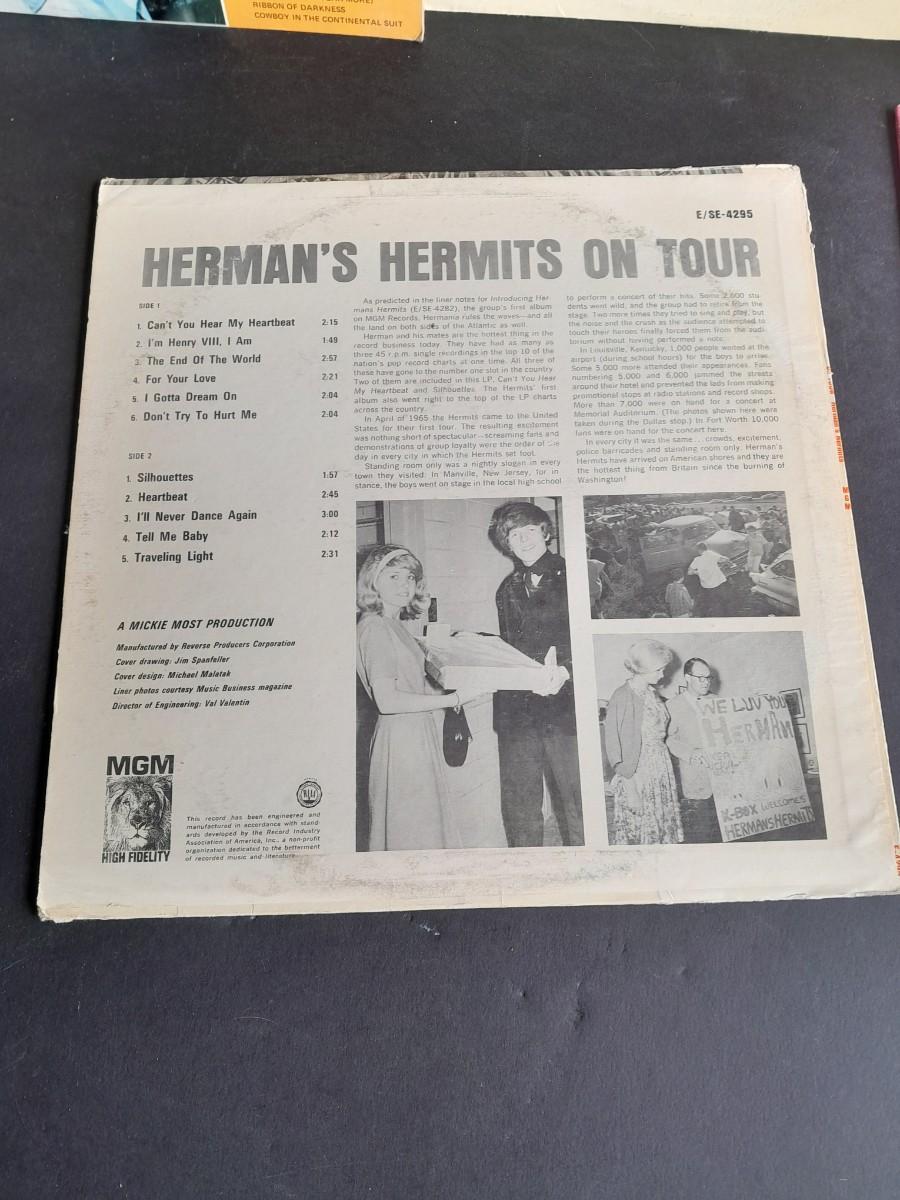 RIBBON OF DARKNESS
COWBOY IN THE CONTINENTAL SUIT
E/SE-4295
HERMAN'S HERMITS ON TOUR
SIDE 1
1. Can't You Hear My Heartbeat 2:15
2. I'm Henry VIII, I Am 1:49
3. The End Of The World 2:57
4. For Your Love 2:21
5. I Gotta Dream On 2:04
6. Don't Try To Hurt Me 2:04
SIDE 2
1. Silhouettes 1:57
2. Heartbeat 2:45
3. I'll Never Dance Again 3:00
4. Tell Me Baby 2:12
5. Traveling Light 2:31
A MICKIE MOST PRODUCTION
Manufactured by Reverse Producers Corporation
Cover drawing: Jim Spanfeller
Cover design: Michael Malatak
Liner photos courtesy Music Business magazine
Director of Engineering: Val Valentin
MGM
HIGH FIDELITY
This record has been engineered and
manufactured in accordance with stand-
ards developed by the Record Industry
Association of America, Inc., a non-profit
organization dedicated to the betterment
of recorded music and literature.
As predicted in the liner notes for Introducing Her-
mans Hermits (E/SE-4282), the group's first album
on MGM Records. Hermania rules the waves—and all
the land on both sides of the Atlantic as well.
Herman and his mates are the hottest thing in the
record business today. They have had as many as
three 45 r.p.m. single recordings in the top 10 of the
nation's pop record charts at one time. All three of
these have gone to the number one slot in the country.
Two of them are included in this LP, Can't You Hear
My Heartbeat and Silhouettes. The Hermits' first
album also went right to the top of the LP charts
across the country.
In April of 1965 the Hermits came to the United
States for their first tour. The resulting excitement
was nothing short of spectacular—screaming fans and
demonstrations of group loyalty were the order of the
day in every city in which the Hermits set foot.
Standing room only was a nightly slogan in every
town they visited. In Manville, New Jersey, for in-
stance, the boys went on stage in the local high school
to perform a concert of their hits. Some 2,600 stu-
dents went wild, and the group had to retire from the
stage. Two more times they tried to sing and play, but
the noise and the crush as the audience attempted to
touch their heroes finally forced them from the audi-
torium without having performed a note.
In Louisville, Kentucky, 1,000 people waited at the
airport (during school hours) for the boys to arrive.
Some 5,000 more attended their appearances. Fans
numbering 5,000 and 6,000 jammed the streets
around their hotel and prevented the lads from making
promotional stops at radio stations and record shops.
More than 7,000 were on hand for a concert at
Memorial Auditorium. (The photos shown here were
taken during the Dallas stop.) In Fort Worth 10,000
fans were on hand for the concert here.
In every city it was the same . . . crowds, excitement,
police barricades and standing room only. Herman's
Hermits have arrived on American shores and they are
the hottest thing from Britain since the burning of
Washington!
WE LUV YOU
HERMAN
K-BOX WELCOMES
HERMAN'S HERMITS
MGM